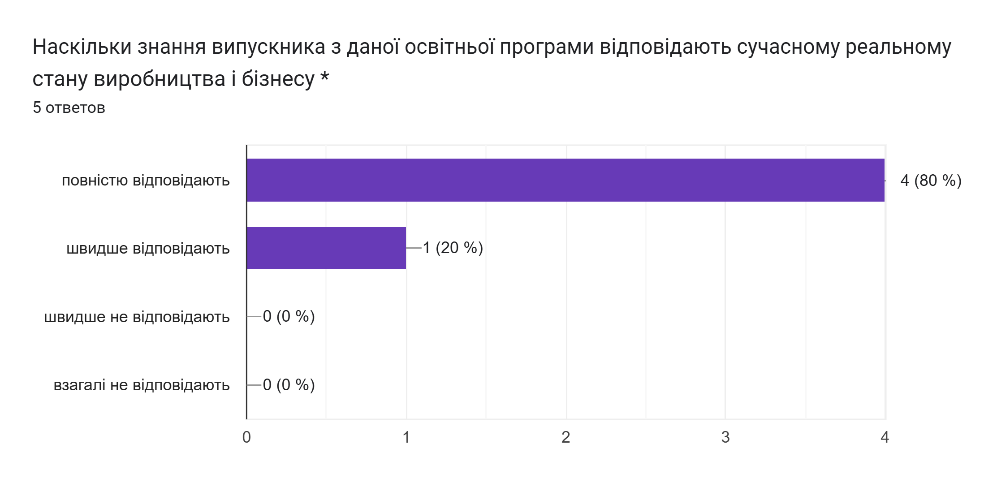 Наскільки знання випускника з даної освітньої програми відповідають сучасному реальному
стану виробництва і бізнесу *
5 ответов
повністю відповідають
4 (80 %)
швидше відповідають
1 (20 %)
швидше не відповідають
0 (0 %)
взагалі не відповідають
0 (0 %)
0 1 2 3 4